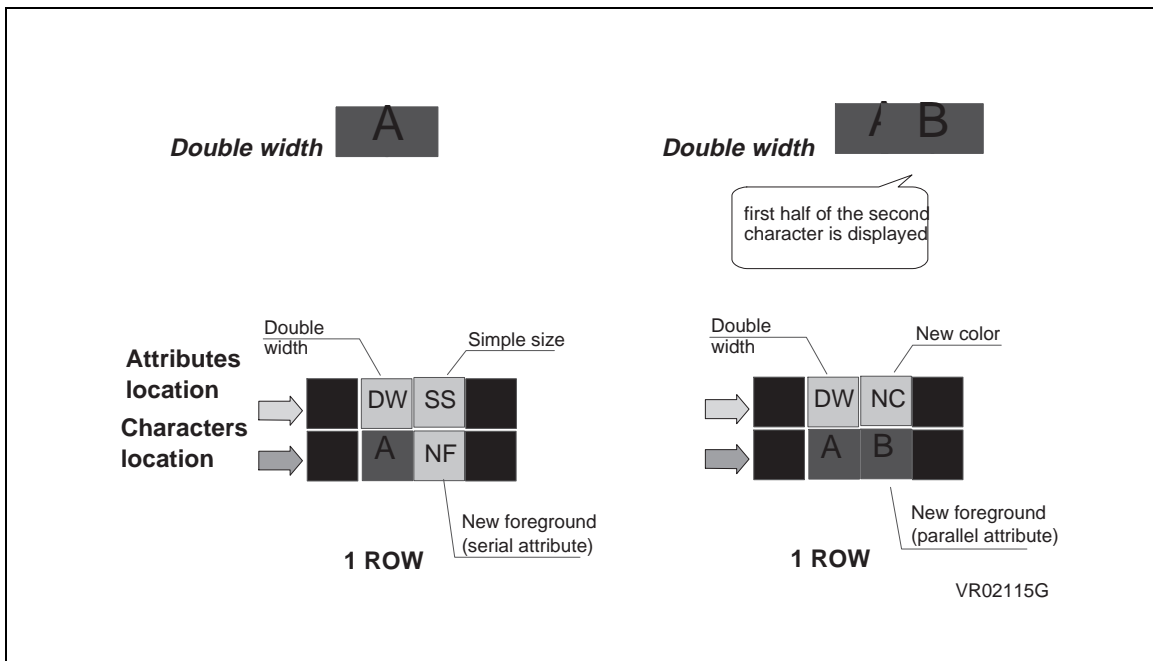 Double width
A
Double width
A B
first half of the second
character is displayed
Double
width
Simple size
Attributes
location
DW SS
Characters
location
A NF
New foreground
(serial attribute)
1 ROW
Double
width
New color
DW NC
A B
New foreground
(parallel attribute)
1 ROW
VR02115G